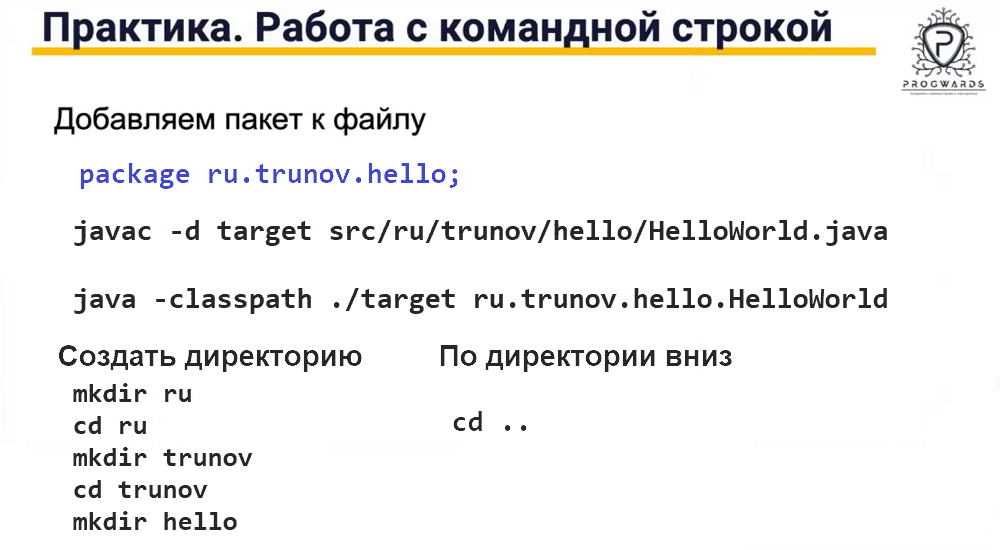 Практика. Работа с командной строкой
PROGWARDS
Добавляем пакет к файлу
package ru.trunov.hello;
javac -d target src/ru/trunov/hello/HelloWorld.java
java -classpath ./target ru.trunov.hello.HelloWorld
Создать директорию
mkdir ru
cd ru
mkdir trunov
cd trunov
mkdir hello
По директории вниз
cd ..